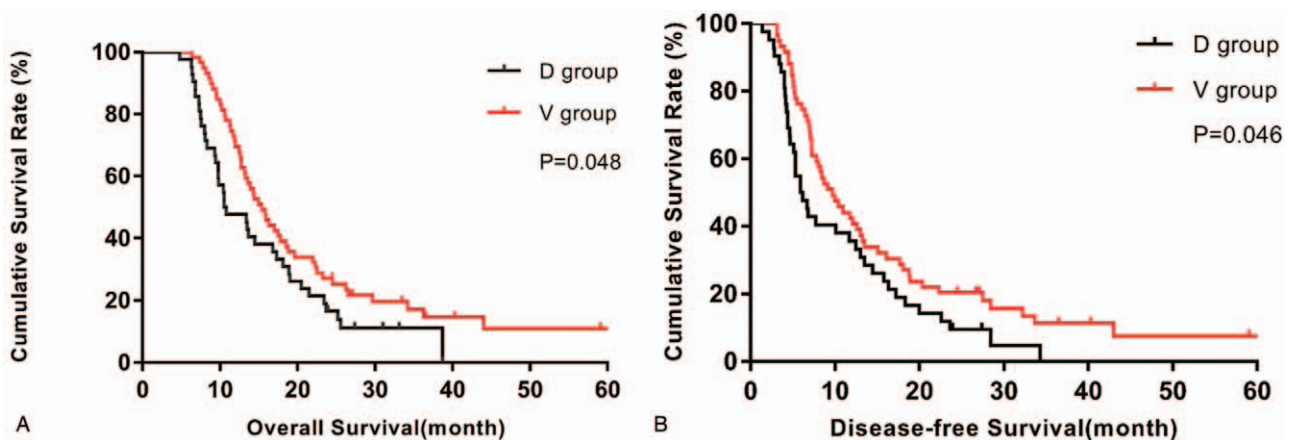 Cumulative Survival Rate (%)
100
80
60
40
20
0
0 10 20 30 40 50 60
Overall Survival(month)
D group
V group
P=0.048
A
Cumulative Survival Rate (%)
100
80
60
40
20
0
0 10 20 30 40 50 60
Disease-free Survival(month)
D group
V group
P=0.046
B